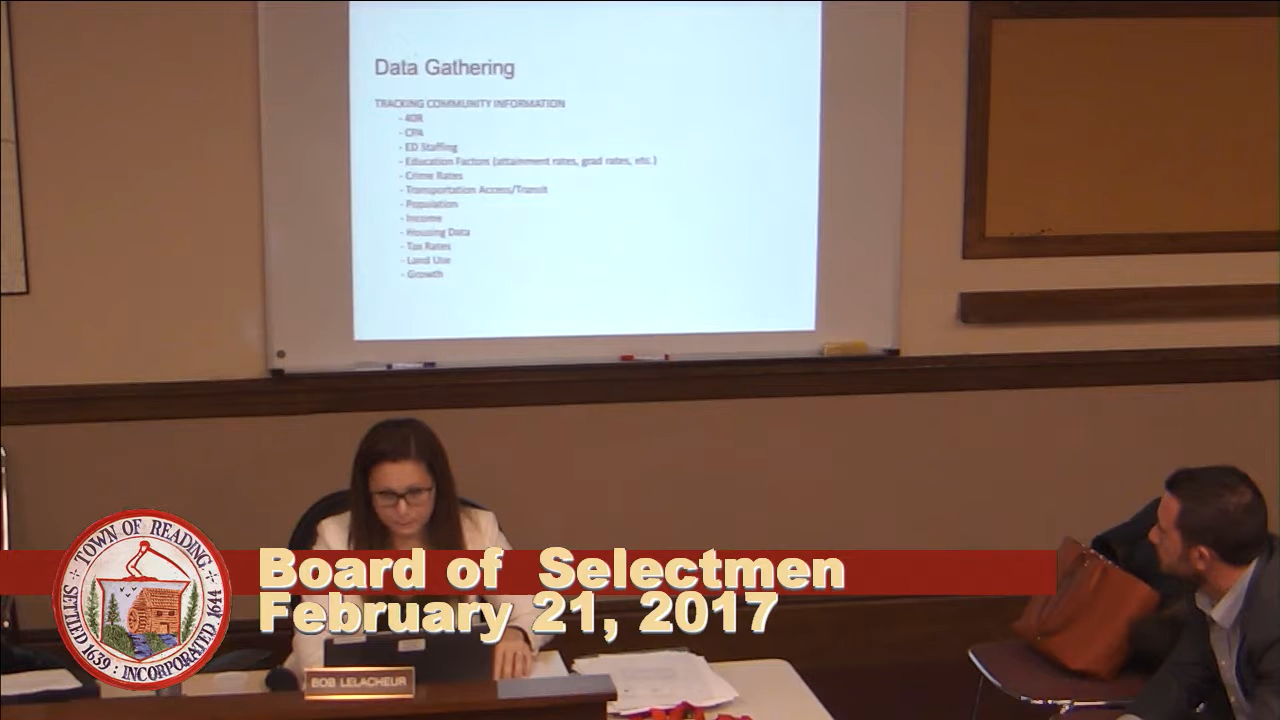 Data Gathering
TRACKING COMMUNITY INFORMATION
- 40R
- CPA
- ED Staffing
- Education Factors (attainment rates, grad rates, etc.)
- Crime Rates
- Transportation Access/Transit
- Population
- Income
- Housing Data
- Tax Rates
- Land Use
- Growth
TOWN OF READING
SETTLED 1639 : INCORPORATED 1644
Board of Selectmen
February 21, 2017
BOB LELACHEUR